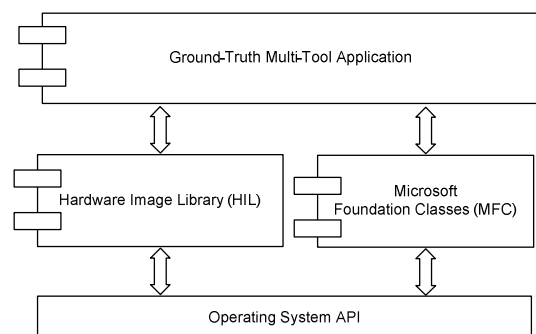 Ground-Truth Multi-Tool Application
Hardware Image Library (HIL)
Microsoft
Foundation Classes (MFC)
Operating System API